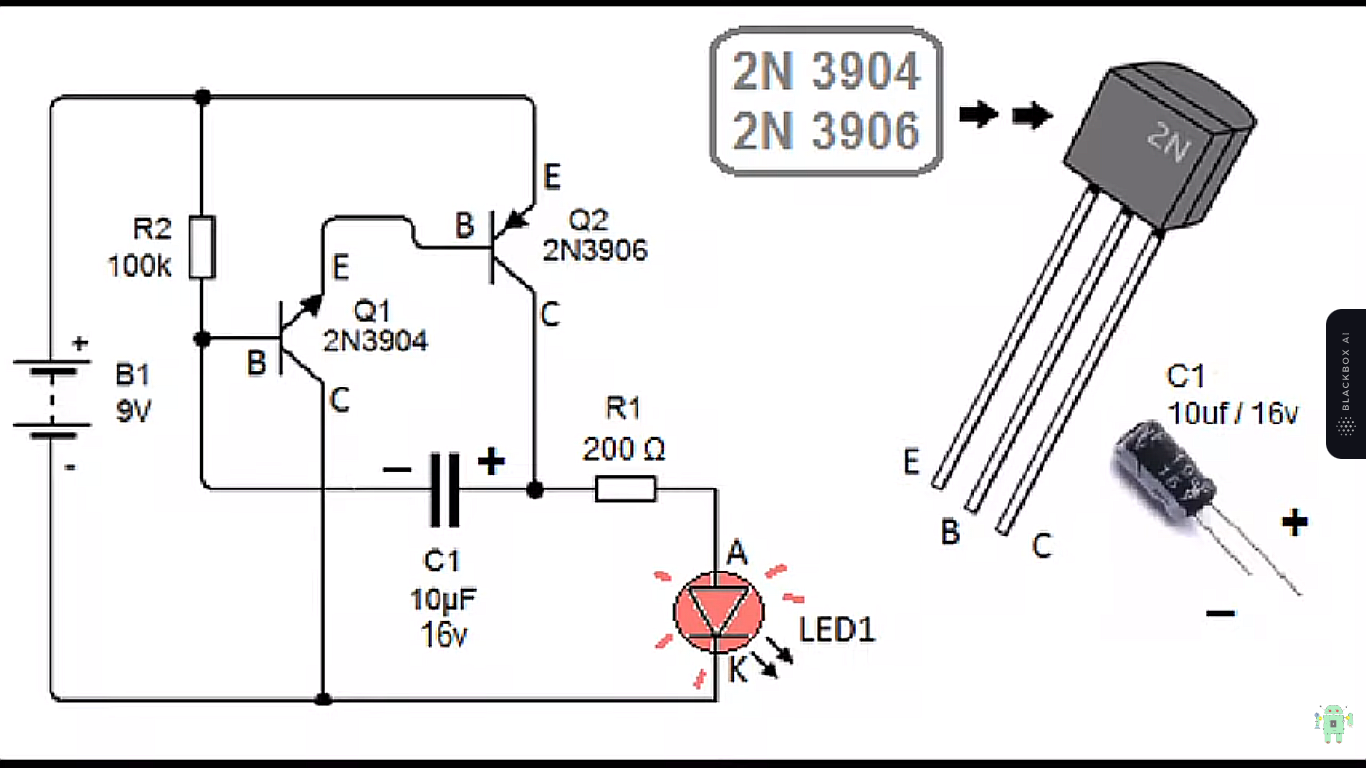 2N 3904
2N 3906
2N
E
B
Q2
2N3906
R2
100k
E
Q1
2N3904
C
B
C
+
B1
9V
-
R1
200 Ω
−
+
C1
10µF
16v
A
LED1
K
E
B
C
C1
10uf / 16v
+
−
BLACKBOX AI